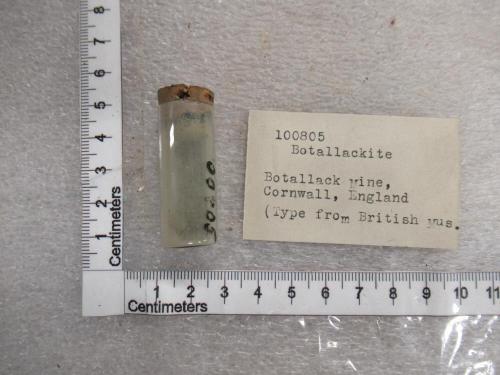 100805
Botallackite
Botallack mine,
Cornwall, England
(Type from British mus.
8
7
6
5
4
3
2
1
Centimeters
1 2 3 4 5 6 7 8 9 10 11
Centimeters